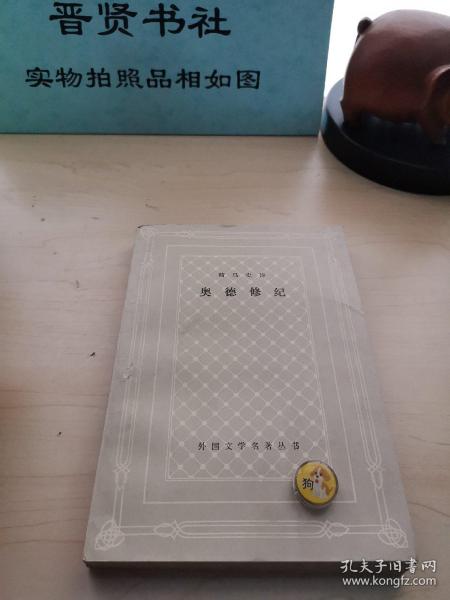 晋贤书社
实物拍照品相如图
荷马史诗
奥德修纪
外国文学名著丛书
狗
孔夫子旧书网
www.kongfz.com